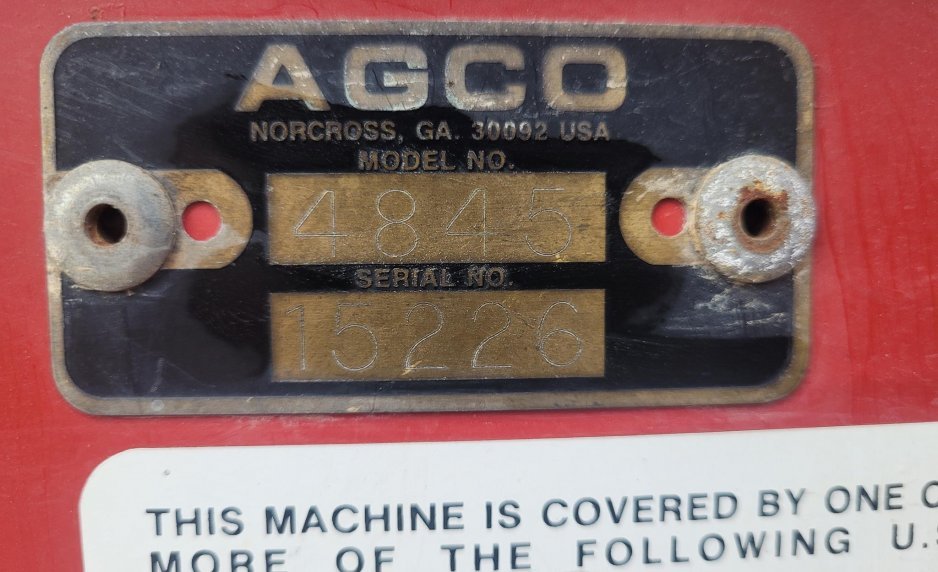 AGCO
NORCROSS, GA. 30092 USA
MODEL NO.
4845
SERIAL NO.
15226
THIS MACHINE IS COVERED BY ONE
MORE OF THE FOLLOWING U.S